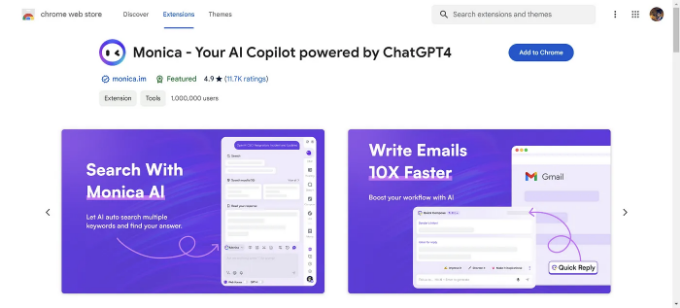 chrome web store
Discover
Extensions
Themes
Search extensions and themes
Monica - Your AI Copilot powered by ChatGPT4
Add to Chrome
monica.im
Featured
4.9 ★ (11.7K ratings)
Extension
Tools
1,000,000 users
Search With
Monica AI
Let AI auto search multiple
keywords and find your answer.
Write Emails
10X Faster
Boost your workflow with AI
Gmail
Quick Reply